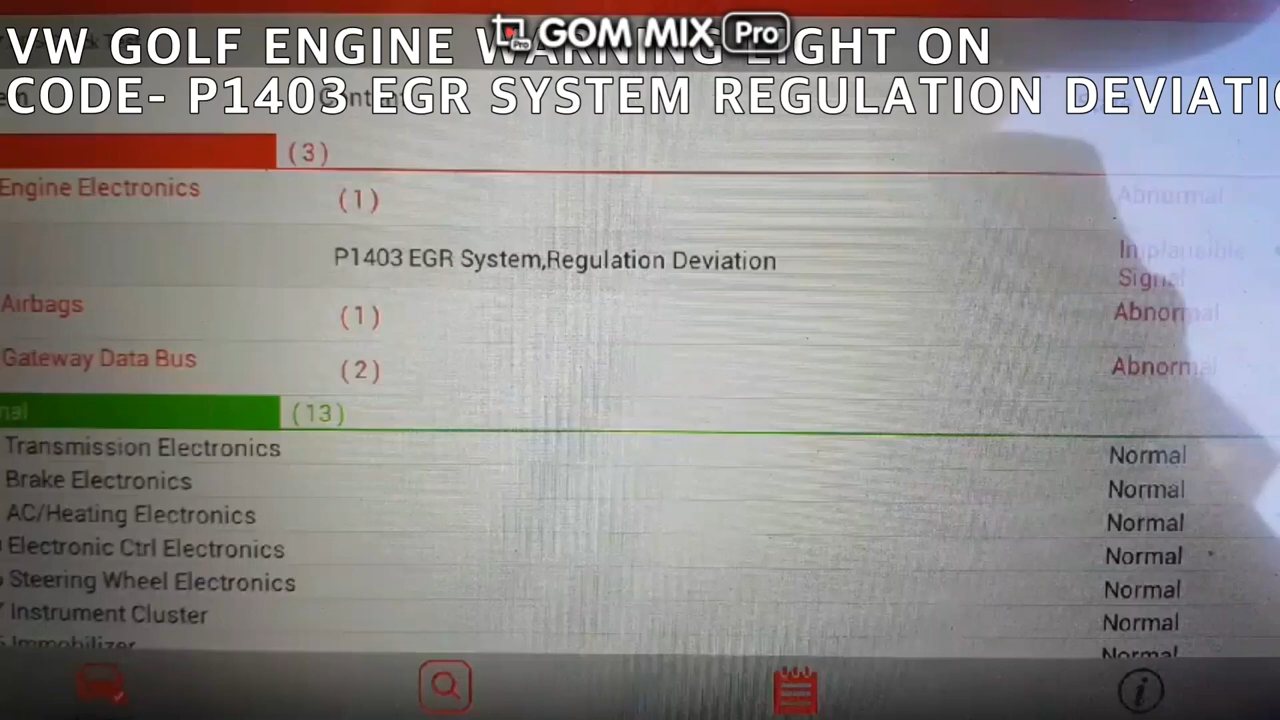 GOM MIX Pro
VW GOLF ENGINE WARNING LIGHT ON
CODE- P1403 EGR SYSTEM REGULATION DEVIATIO
(3)
Engine Electronics (1) Abnormal
P1403 EGR System,Regulation Deviation Implausible
Signal
Airbags (1) Abnormal
Gateway Data Bus (2) Abnormal
(13)
Transmission Electronics Normal
Brake Electronics Normal
AC/Heating Electronics Normal
Electronic Ctrl Electronics Normal
Steering Wheel Electronics Normal
Instrument Cluster Normal
Immobilizer Normal